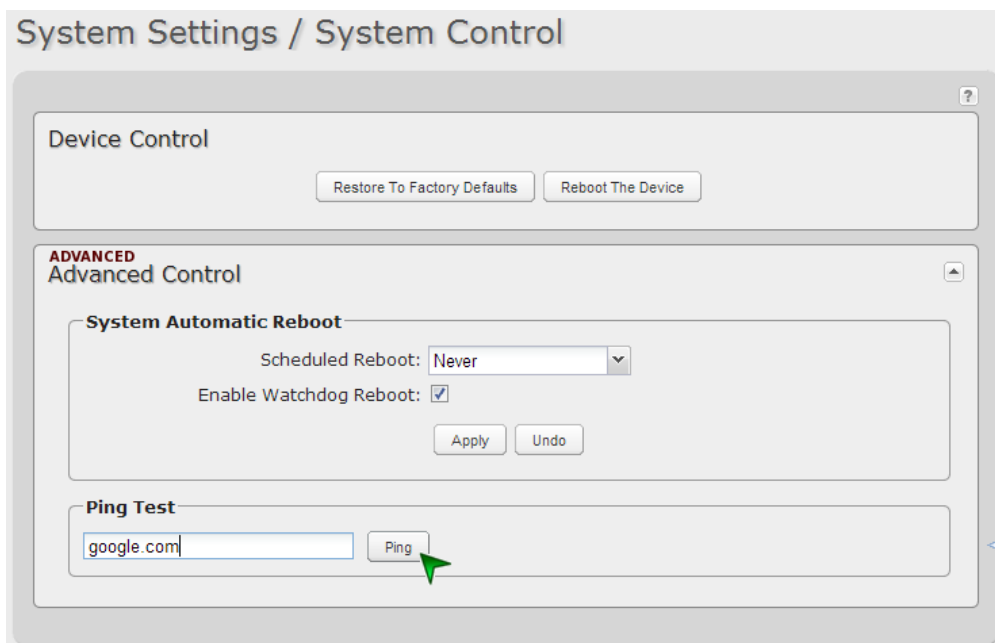 System Settings / System Control
?
Device Control
Restore To Factory Defaults Reboot The Device
ADVANCED
Advanced Control
System Automatic Reboot
Scheduled Reboot: Never
Enable Watchdog Reboot:
Apply Undo
Ping Test
google.com Ping